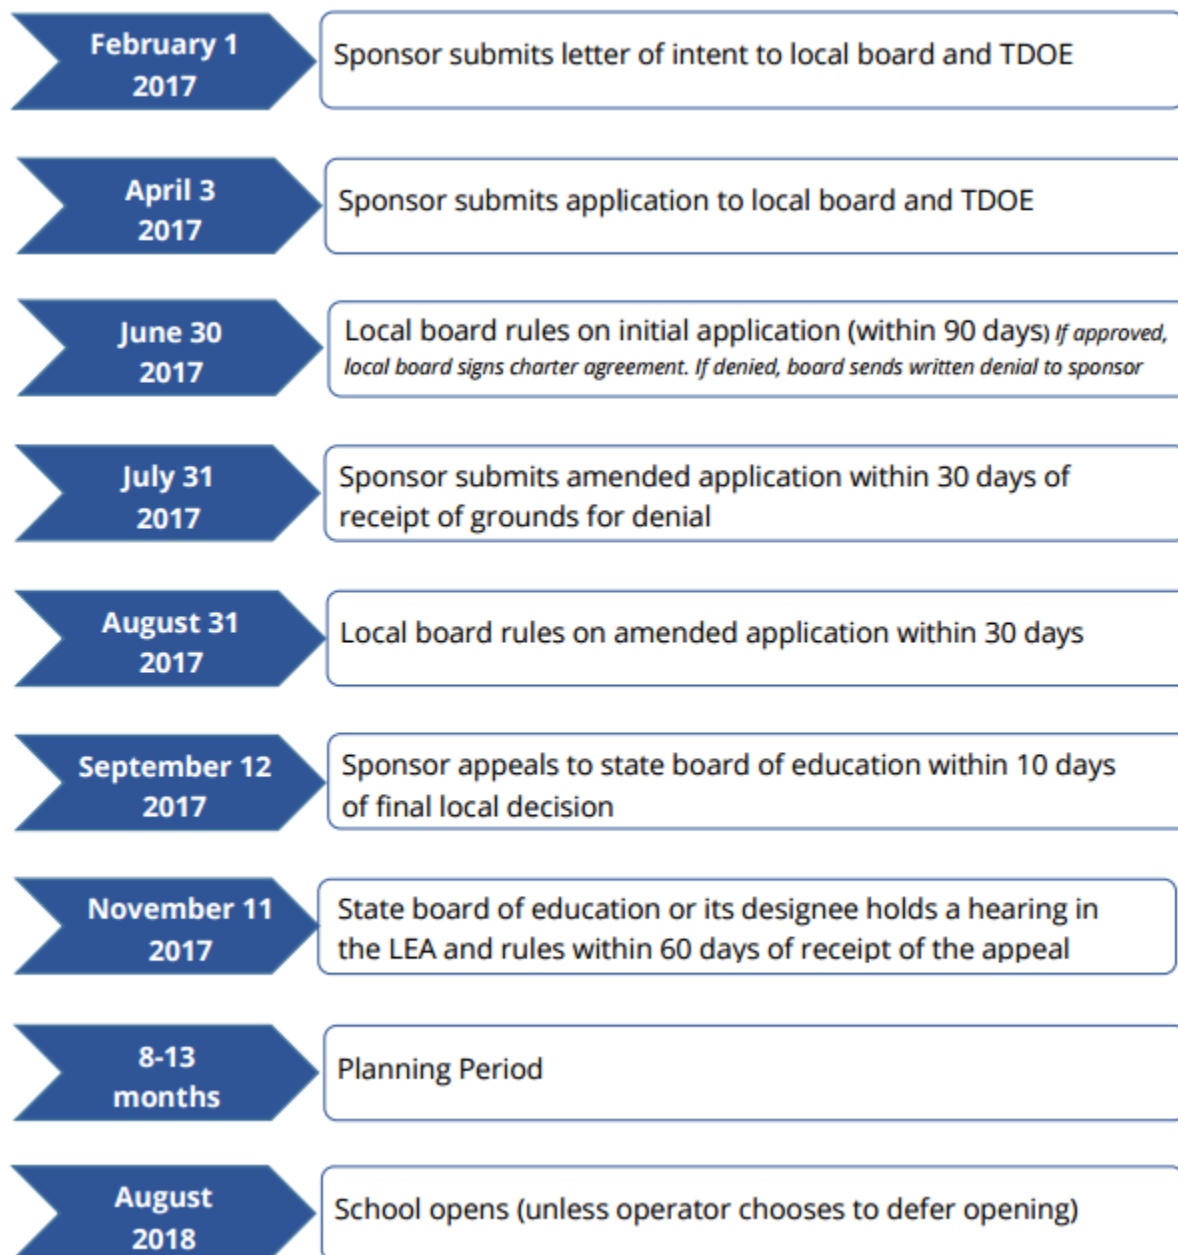 February 1
2017
Sponsor submits letter of intent to local board and TDOE
April 3
2017
Sponsor submits application to local board and TDOE
June 30
2017
Local board rules on initial application (within 90 days) If approved,
local board signs charter agreement. If denied, board sends written denial to sponsor
July 31
2017
Sponsor submits amended application within 30 days of
receipt of grounds for denial
August 31
2017
Local board rules on amended application within 30 days
September 12
2017
Sponsor appeals to state board of education within 10 days
of final local decision
November 11
2017
State board of education or its designee holds a hearing in
the LEA and rules within 60 days of receipt of the appeal
8-13
months
Planning Period
August
2018
School opens (unless operator chooses to defer opening)